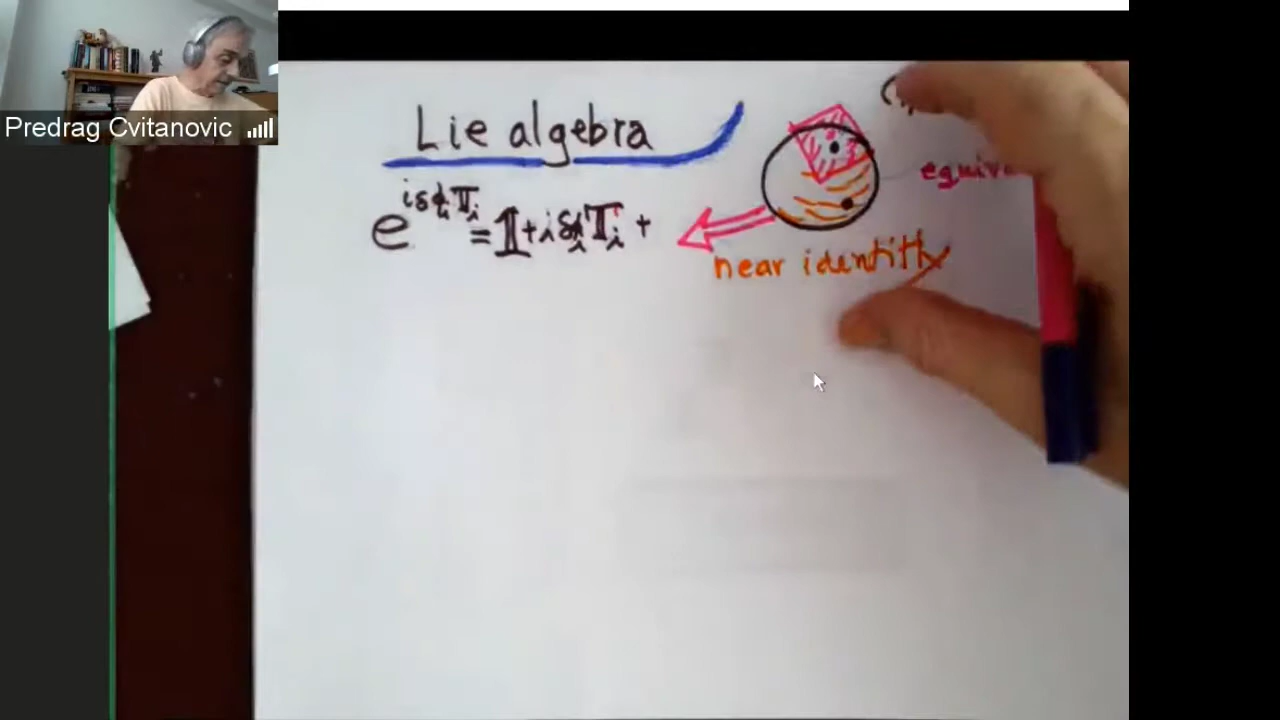 Predrag Cvitanovic
Lie algebra
e^{iδϕ_i T_i} = 𝟙 + iδϕ_i T_i +
near identity